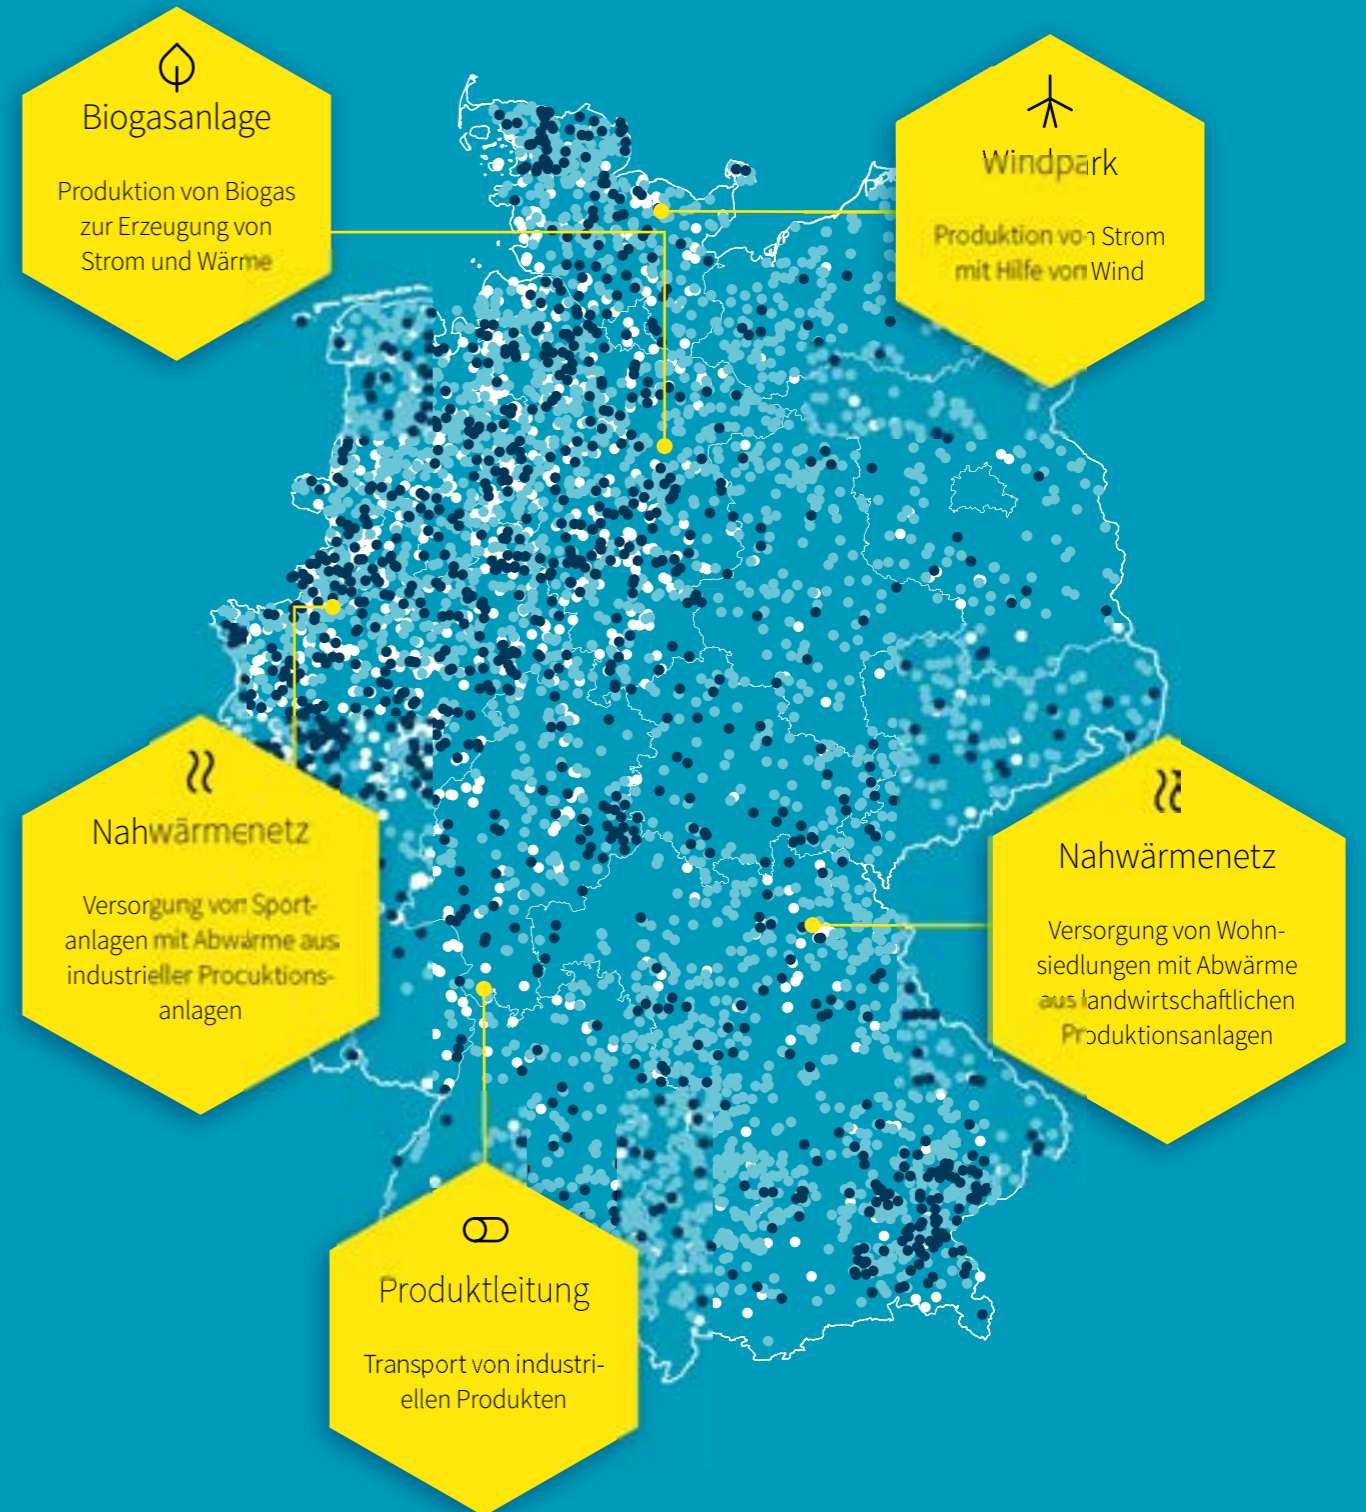 Biogasanlage
Produktion von Biogas
zur Erzeugung von
Strom und Wärme
Windpark
Produktion von Strom
mit Hilfe von Wind
Nahwärmenetz
Versorgung von Sport-
anlagen mit Abwärme aus
industrieller Procuktions-
anlagen
Nahwärmenetz
Versorgung von Wohn-
siedlungen mit Abwärme
aus landwirtschaftlichen
Produktionsanlagen
Produktleitung
Transport von industri-
ellen Produkten